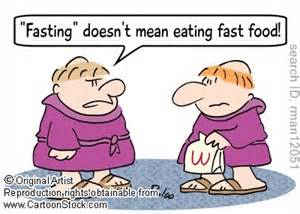 "Fasting" doesn't mean eating fast food!
W
search ID: rman12051
© Original Artist
Reproduction rights obtainable from
www.CartoonStock.com